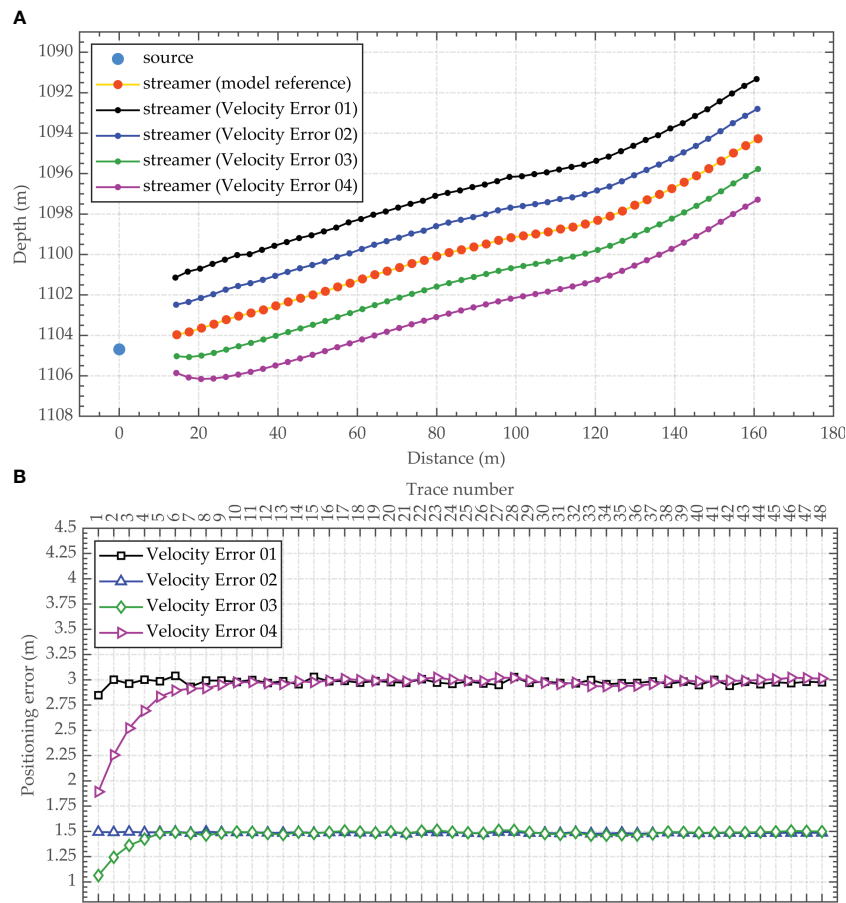 A
1090
1092
1094
1096
1098
1100
1102
1104
1106
1108
Depth (m)
source
streamer (model reference)
streamer (Velocity Error 01)
streamer (Velocity Error 02)
streamer (Velocity Error 03)
streamer (Velocity Error 04)
0 20 40 60 80 100 120 140 160 180
Distance (m)
B
Trace number
1 2 3 4 5 6 7 8 9 10 11 12 13 14 15 16 17 18 19 20 21 22 23 24 25 26 27 28 29 30 31 32 33 34 35 36 37 38 39 40 41 42 43 44 45 46 47 48
4.5
4.25
4
3.75
3.5
3.25
3
2.75
2.5
2.25
2
1.75
1.5
1.25
1
Positioning error (m)
Velocity Error 01
Velocity Error 02
Velocity Error 03
Velocity Error 04